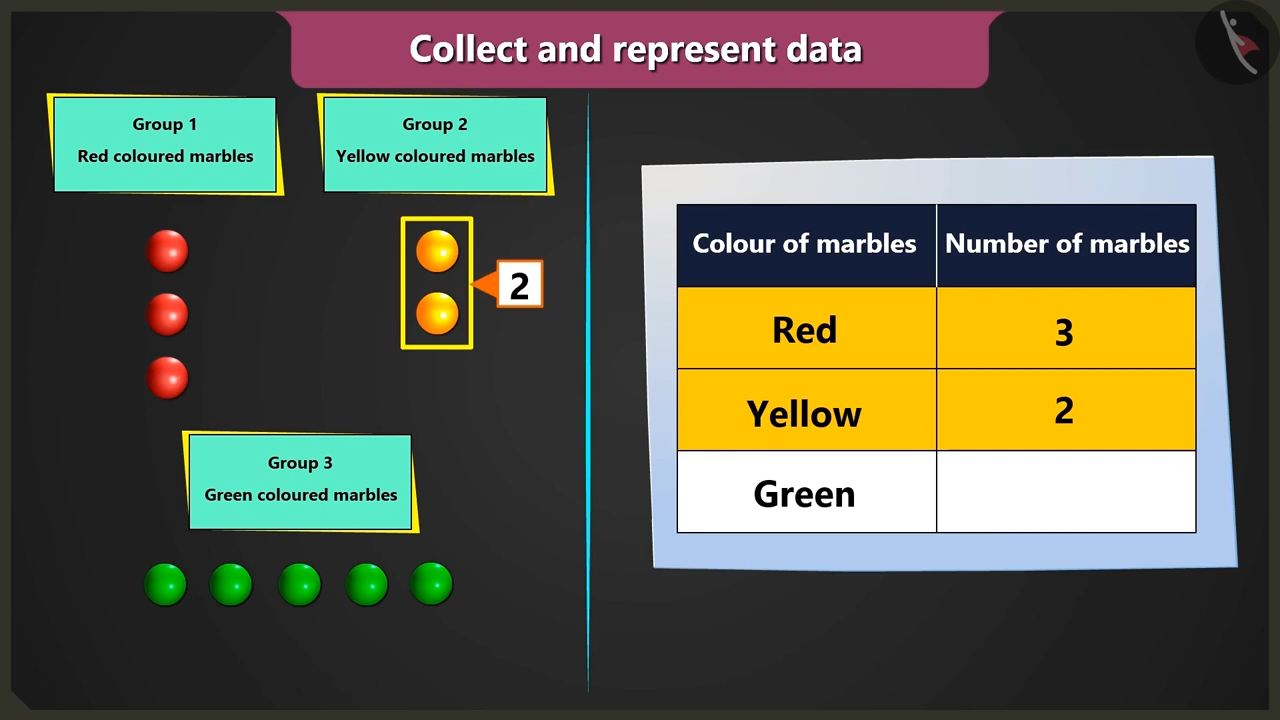 Collect and represent data
Group 1
Red coloured marbles
Group 2
Yellow coloured marbles
2
Group 3
Green coloured marbles
Colour of marbles Number of marbles
Red 3
Yellow 2
Green